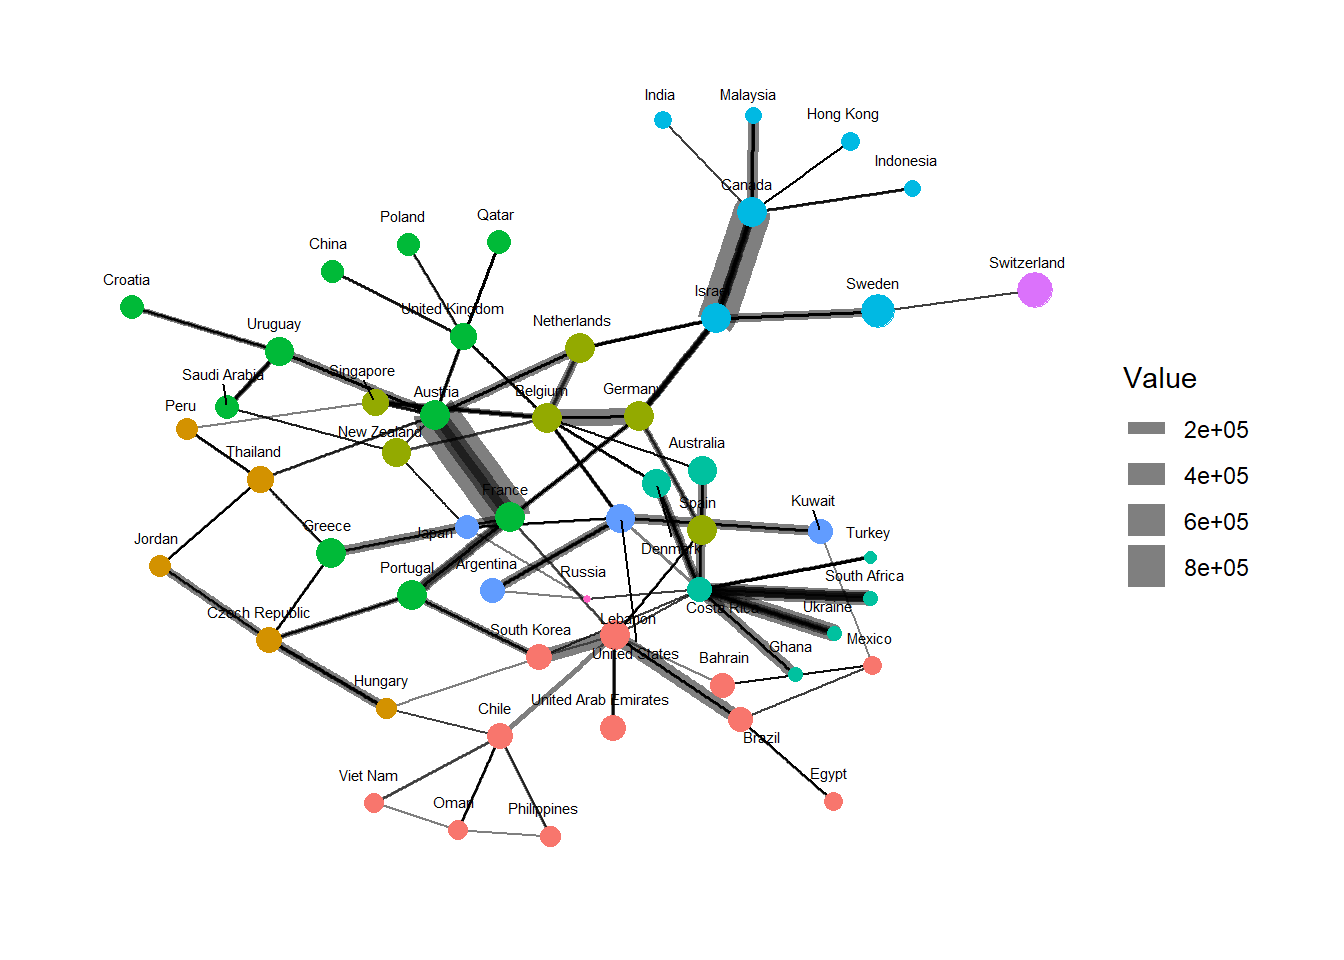 India
Malaysia
Hong Kong
Indonesia
Canada
Poland
Qatar
China
Switzerland
Croatia
Israel
Sweden
United Kingdom
Netherlands
Uruguay
Singapore
Saudi Arabia
Austria
Belgium
Germany
Peru
New Zealand
Thailand
Australia
France
Spain
Kuwait
Greece
Japan
Jordan
Turkey
Denmark
Argentina
Portugal
Russia
South Africa
Czech Republic
Costa Rica
Ukraine
Lebanon
South Korea
Mexico
Ghana
United States
Bahrain
Hungary
United Arab Emirates
Chile
Brazil
Viet Nam
Egypt
Oman
Philippines
Value
2e+05
4e+05
6e+05
8e+05